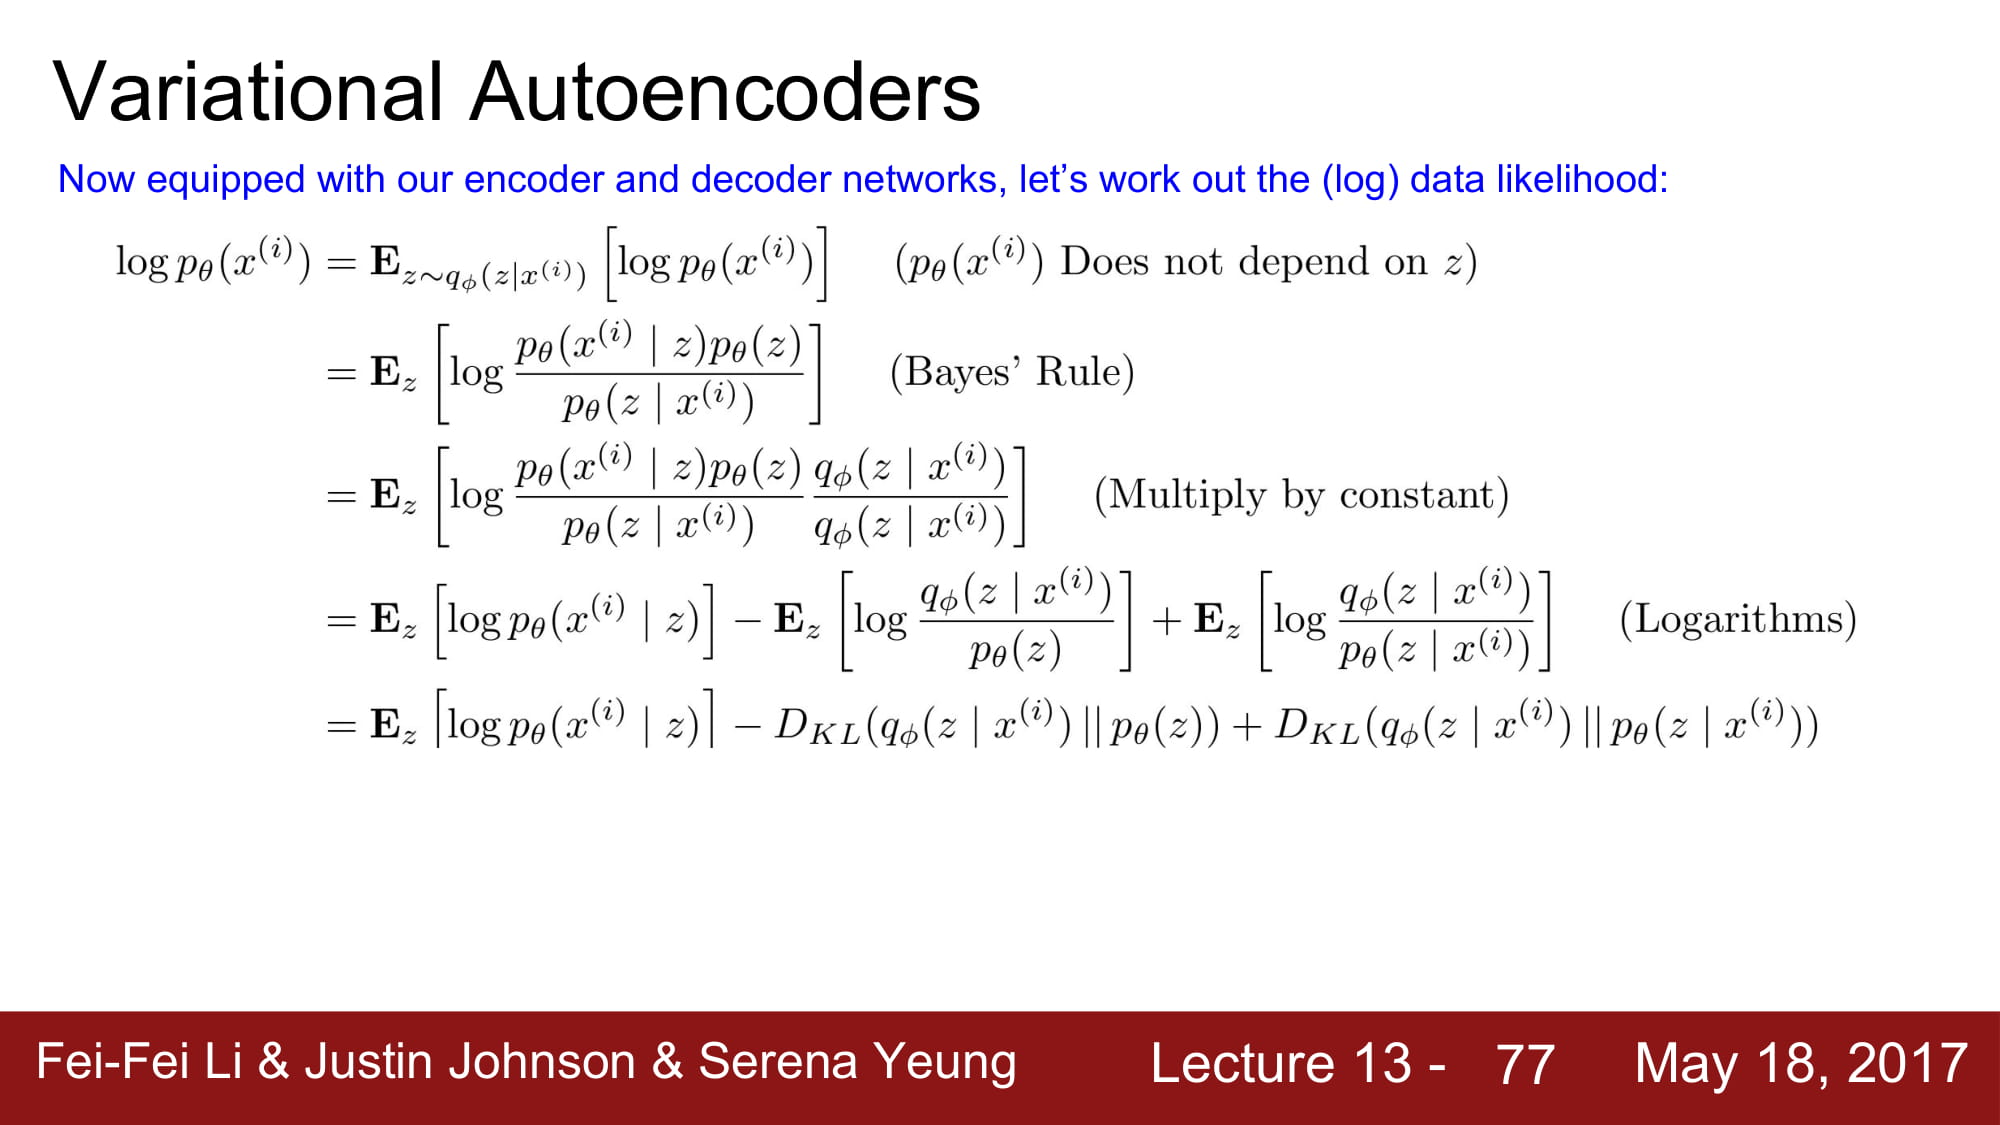 Variational Autoencoders
Now equipped with our encoder and decoder networks, let’s work out the (log) data likelihood:
$\log p_\theta(x^{(i)}) = \mathbf{E}_{z \sim q_\phi(z|x^{(i)})} \left[ \log p_\theta(x^{(i)}) \right] \quad (p_\theta(x^{(i)}) \text{ Does not depend on } z)$
$= \mathbf{E}_z \left[ \log \frac{p_\theta(x^{(i)} \mid z) p_\theta(z)}{p_\theta(z \mid x^{(i)})} \right] \quad (\text{Bayes’ Rule})$
$= \mathbf{E}_z \left[ \log \frac{p_\theta(x^{(i)} \mid z) p_\theta(z)}{p_\theta(z \mid x^{(i)})} \frac{q_\phi(z \mid x^{(i)})}{q_\phi(z \mid x^{(i)})} \right] \quad (\text{Multiply by constant})$
$= \mathbf{E}_z \left[ \log p_\theta(x^{(i)} \mid z) \right] - \mathbf{E}_z \left[ \log \frac{q_\phi(z \mid x^{(i)})}{p_\theta(z)} \right] + \mathbf{E}_z \left[ \log \frac{q_\phi(z \mid x^{(i)})}{p_\theta(z \mid x^{(i)})} \right] \quad (\text{Logarithms})$
$= \mathbf{E}_z \left[ \log p_\theta(x^{(i)} \mid z) \right] - D_{KL}(q_\phi(z \mid x^{(i)}) \,||\, p_\theta(z)) + D_{KL}(q_\phi(z \mid x^{(i)}) \,||\, p_\theta(z \mid x^{(i)}))$
Fei-Fei Li & Justin Johnson & Serena Yeung Lecture 13 - 77 May 18, 2017